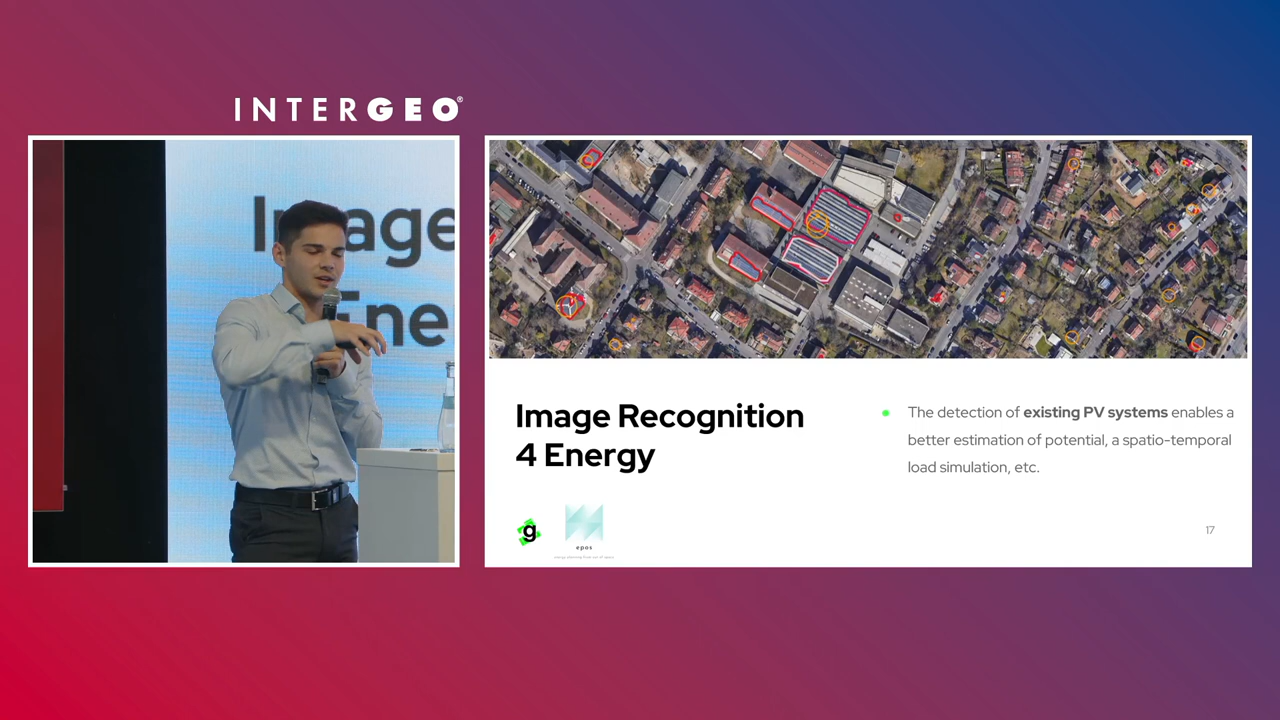 INTERGEO®
Image
Ene
Image Recognition
4 Energy
The detection of existing PV systems enables a
better estimation of potential, a spatio-temporal
load simulation, etc.
g
epos
17